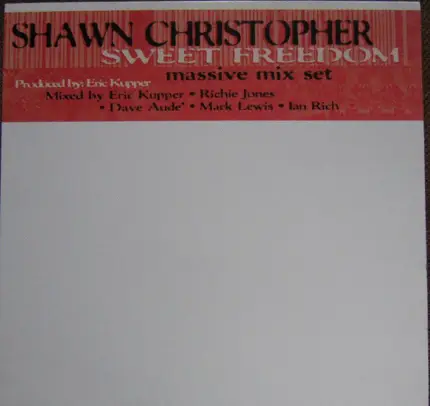 SHAWN CHRISTOPHER
SWEET FREEDOM
massive mix set
Produced by: Eric Kupper
Mixed by Eric Kupper • Richie Jones
• Dave Aude' • Mark Lewis • Ian Rich